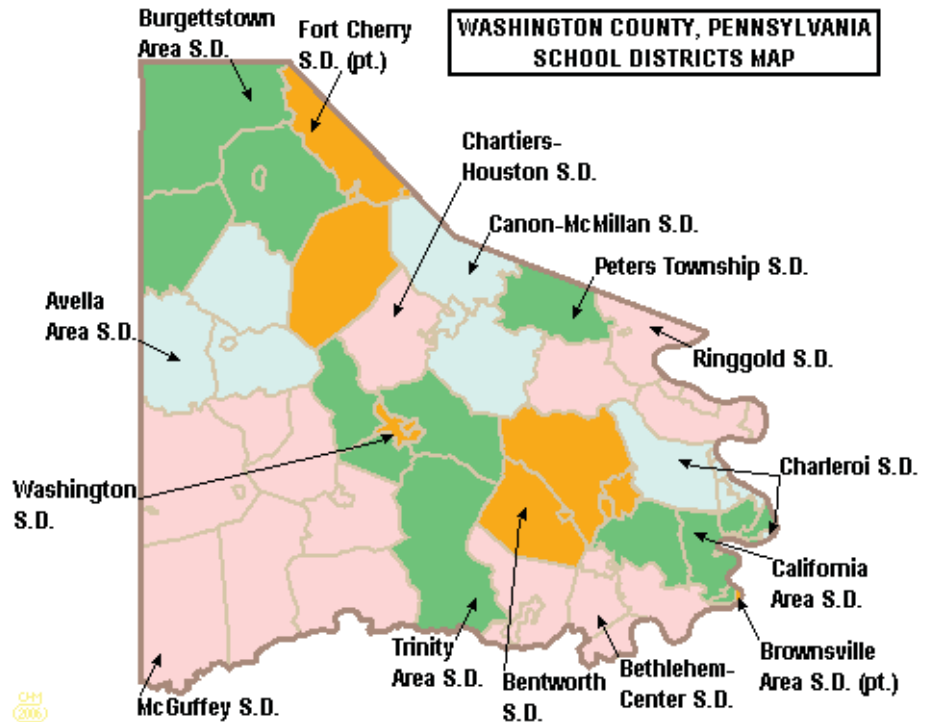 WASHINGTON COUNTY, PENNSYLVANIA
SCHOOL DISTRICTS MAP
Burgettstown
Area S.D.
Fort Cherry
S.D. (pt.)
Chartiers-
Houston S.D.
Canon-McMillan S.D.
Peters Township S.D.
Avella
Area S.D.
Ringgold S.D.
Charleroi S.D.
Washington
S.D.
California
Area S.D.
Trinity
Area S.D.
Bentworth
S.D.
Bethlehem-
Center S.D.
Brownsville
Area S.D. (pt.)
McGuffey S.D.
CHM
(2006)